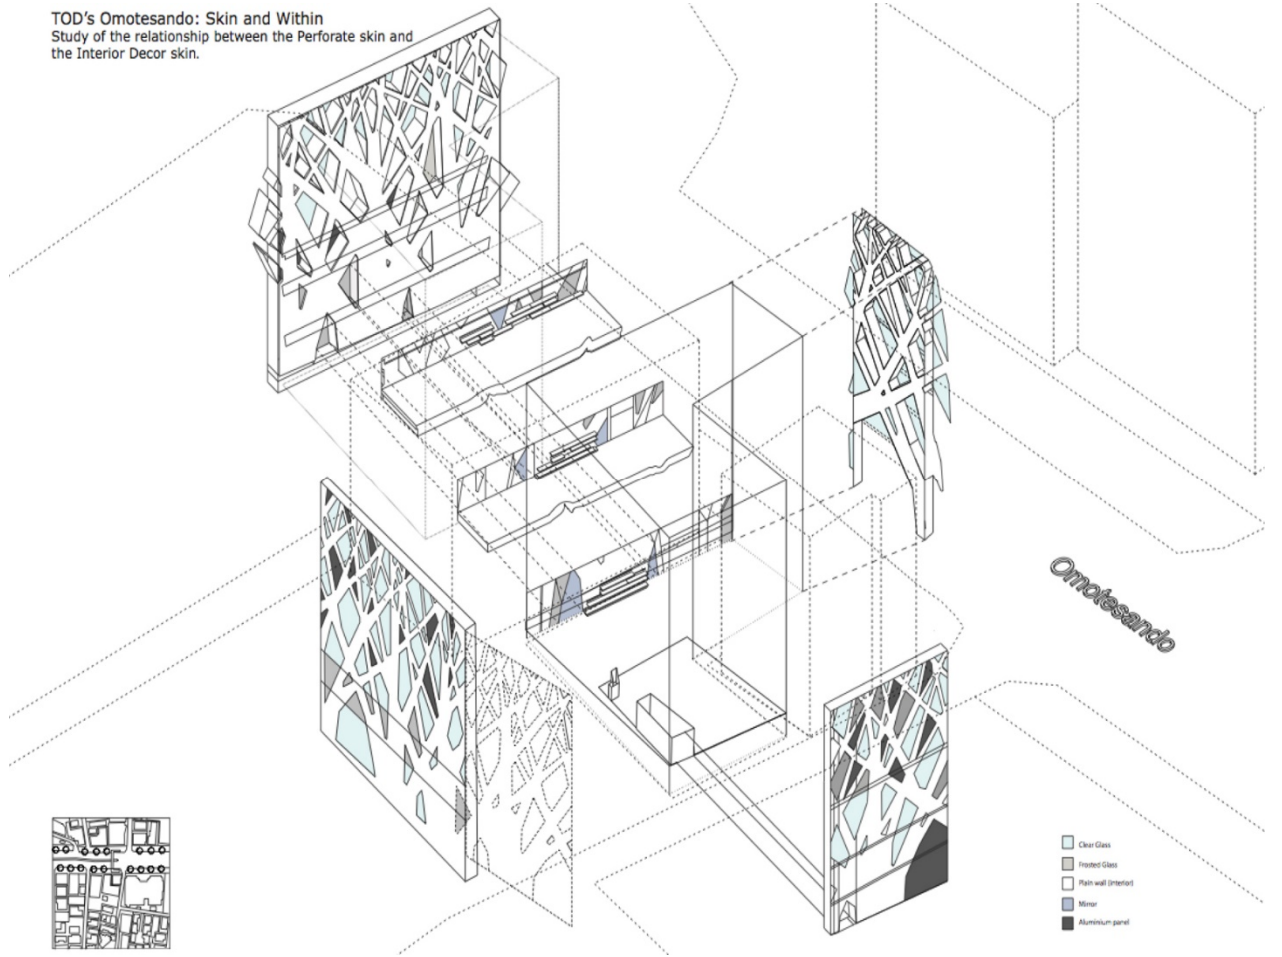 TOD's Omotesando: Skin and Within
Study of the relationship between the Perforate skin and
the Interior Decor skin.
Omotesando
Clear Glass
Frosted Glass
Plain wall (interior)
Mirror
Aluminium panel